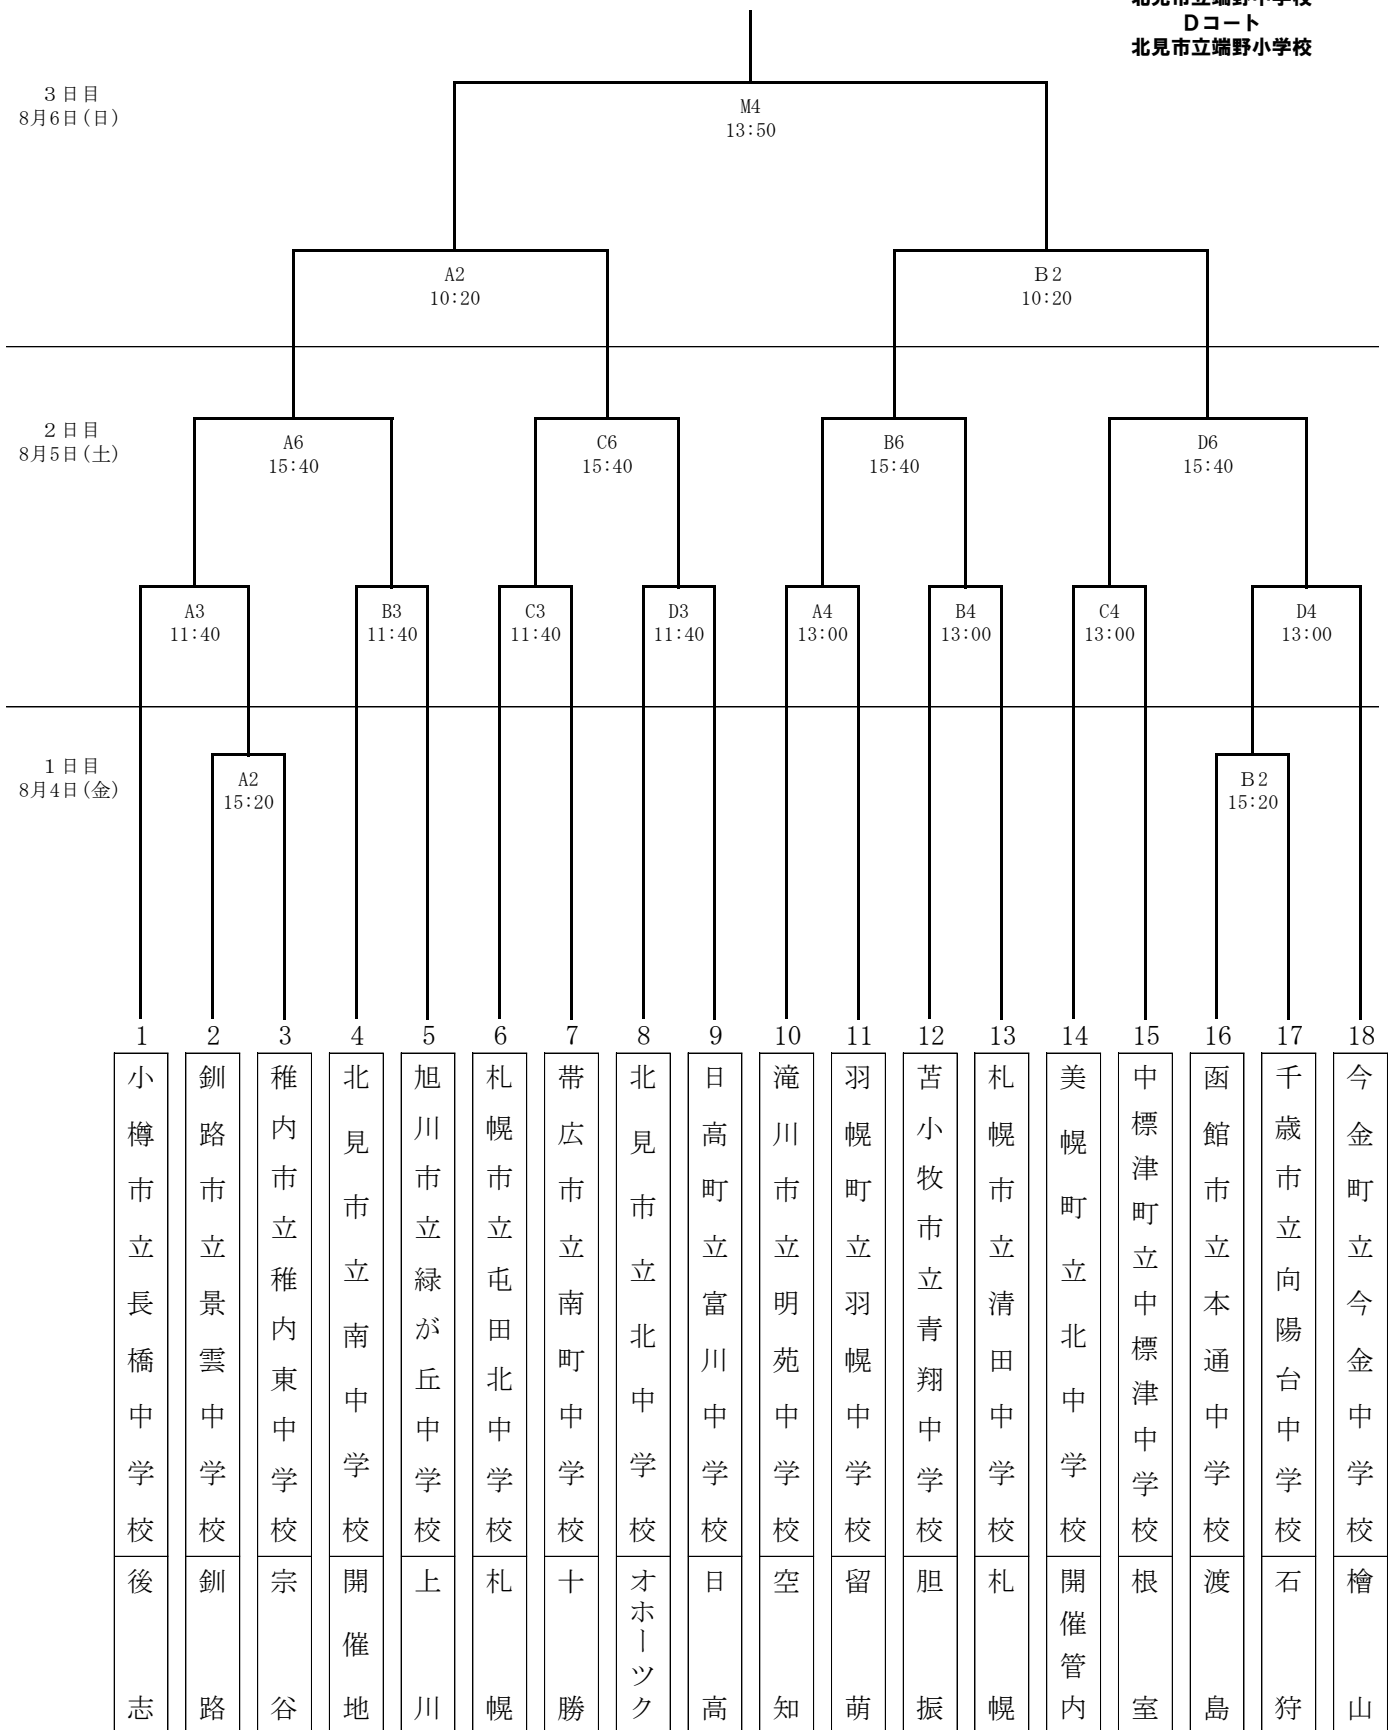 北見市立端野中学校
Dコート
北見市立端野小学校
3日目
8月6日(日)
M4
13:50
A2
10:20
B2
10:20
2日目
8月5日(土)
A6
15:40
C6
15:40
B6
15:40
D6
15:40
A3
11:40
B3
11:40
C3
11:40
D3
11:40
A4
13:00
B4
13:00
C4
13:00
D4
13:00
1日目
8月4日(金)
A2
15:20
B2
15:20
1
2
3
4
5
6
7
8
9
10
11
12
13
14
15
16
17
18
小樽市立長橋中学校
釧路市立景雲中学校
稚内市立稚内東中学校
北見市立南中学校
旭川市立緑が丘中学校
札幌市立屯田北中学校
帯広市立南町中学校
北見市立北中学校
日高町立富川中学校
滝川市立明苑中学校
羽幌町立羽幌中学校
苫小牧市立青翔中学校
札幌市立清田中学校
美幌町立北中学校
中標津町立中標津中学校
函館市立本通中学校
千歳市立向陽台中学校
今金町立今金中学校
後志
釧路
宗谷
開催地
上川
札幌
十勝
オホーツク
日高
空知
留萌
胆振
札幌
開催管内
根室
渡島
石狩
檜山